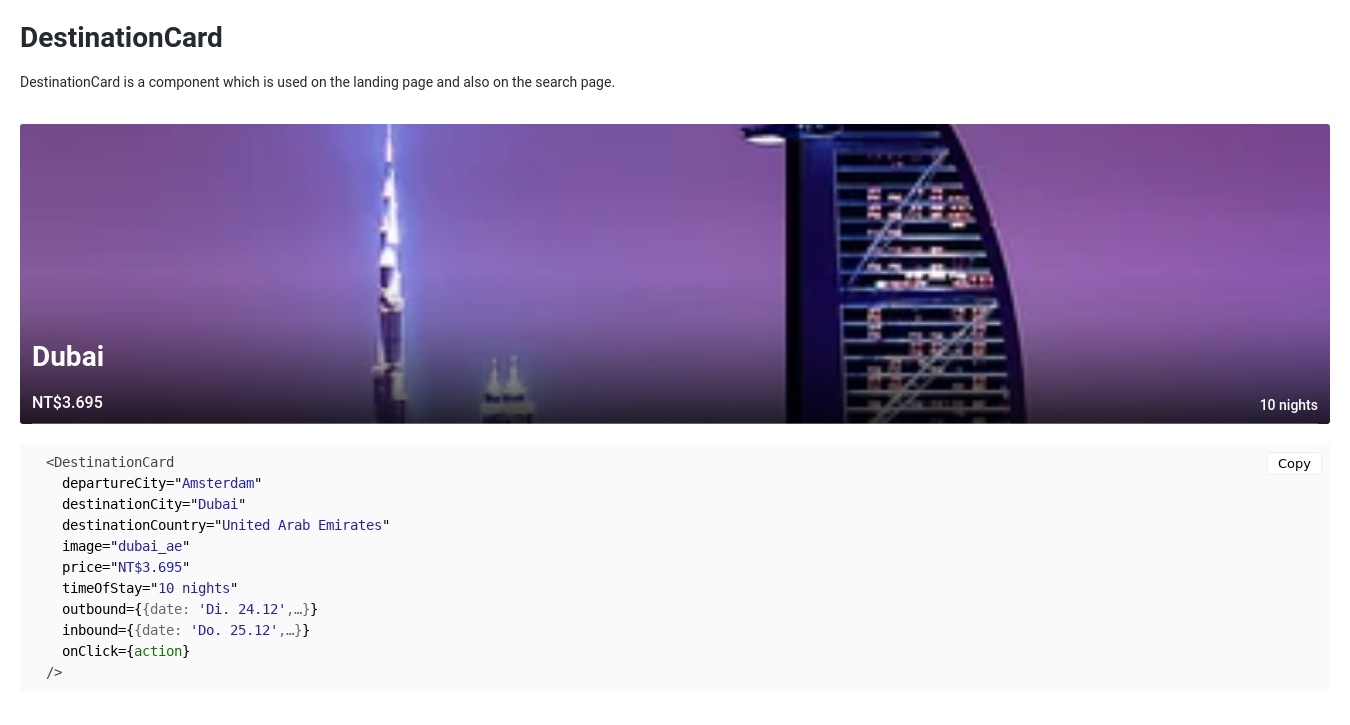 DestinationCard
DestinationCard is a component which is used on the landing page and also on the search page.
Dubai
NT$3.695
10 nights
<DestinationCard
Copy
departureCity="Amsterdam"
destinationCity="Dubai"
destinationCountry="United Arab Emirates"
image="dubai_ae"
price="NT$3.695"
timeOfStay="10 nights"
outbound={{date: 'Di. 24.12',…}}
inbound={{date: 'Do. 25.12',…}}
onClick={action}
/>